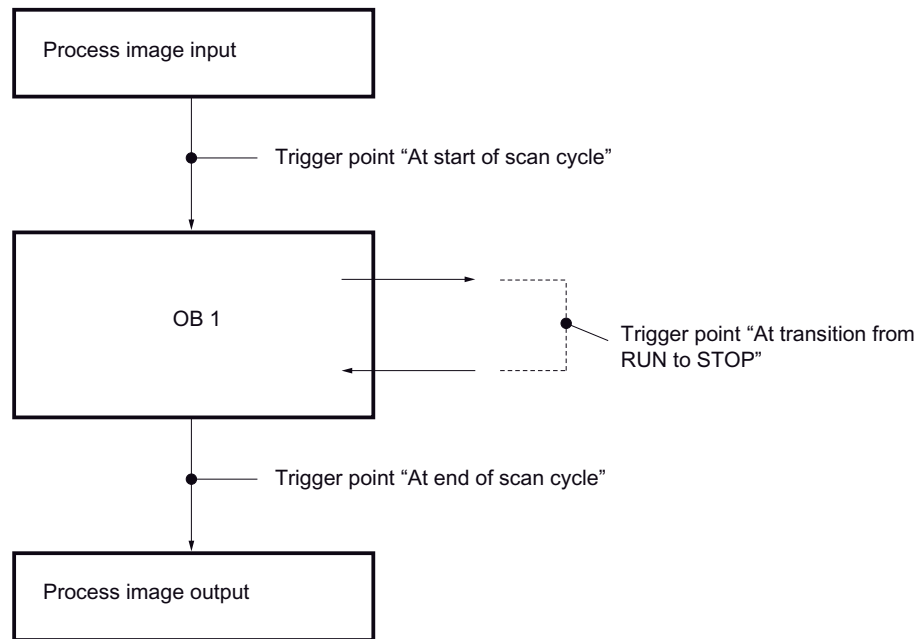 Process image input
Trigger point “At start of scan cycle”
OB 1
Trigger point “At transition from
RUN to STOP”
Trigger point “At end of scan cycle”
Process image output